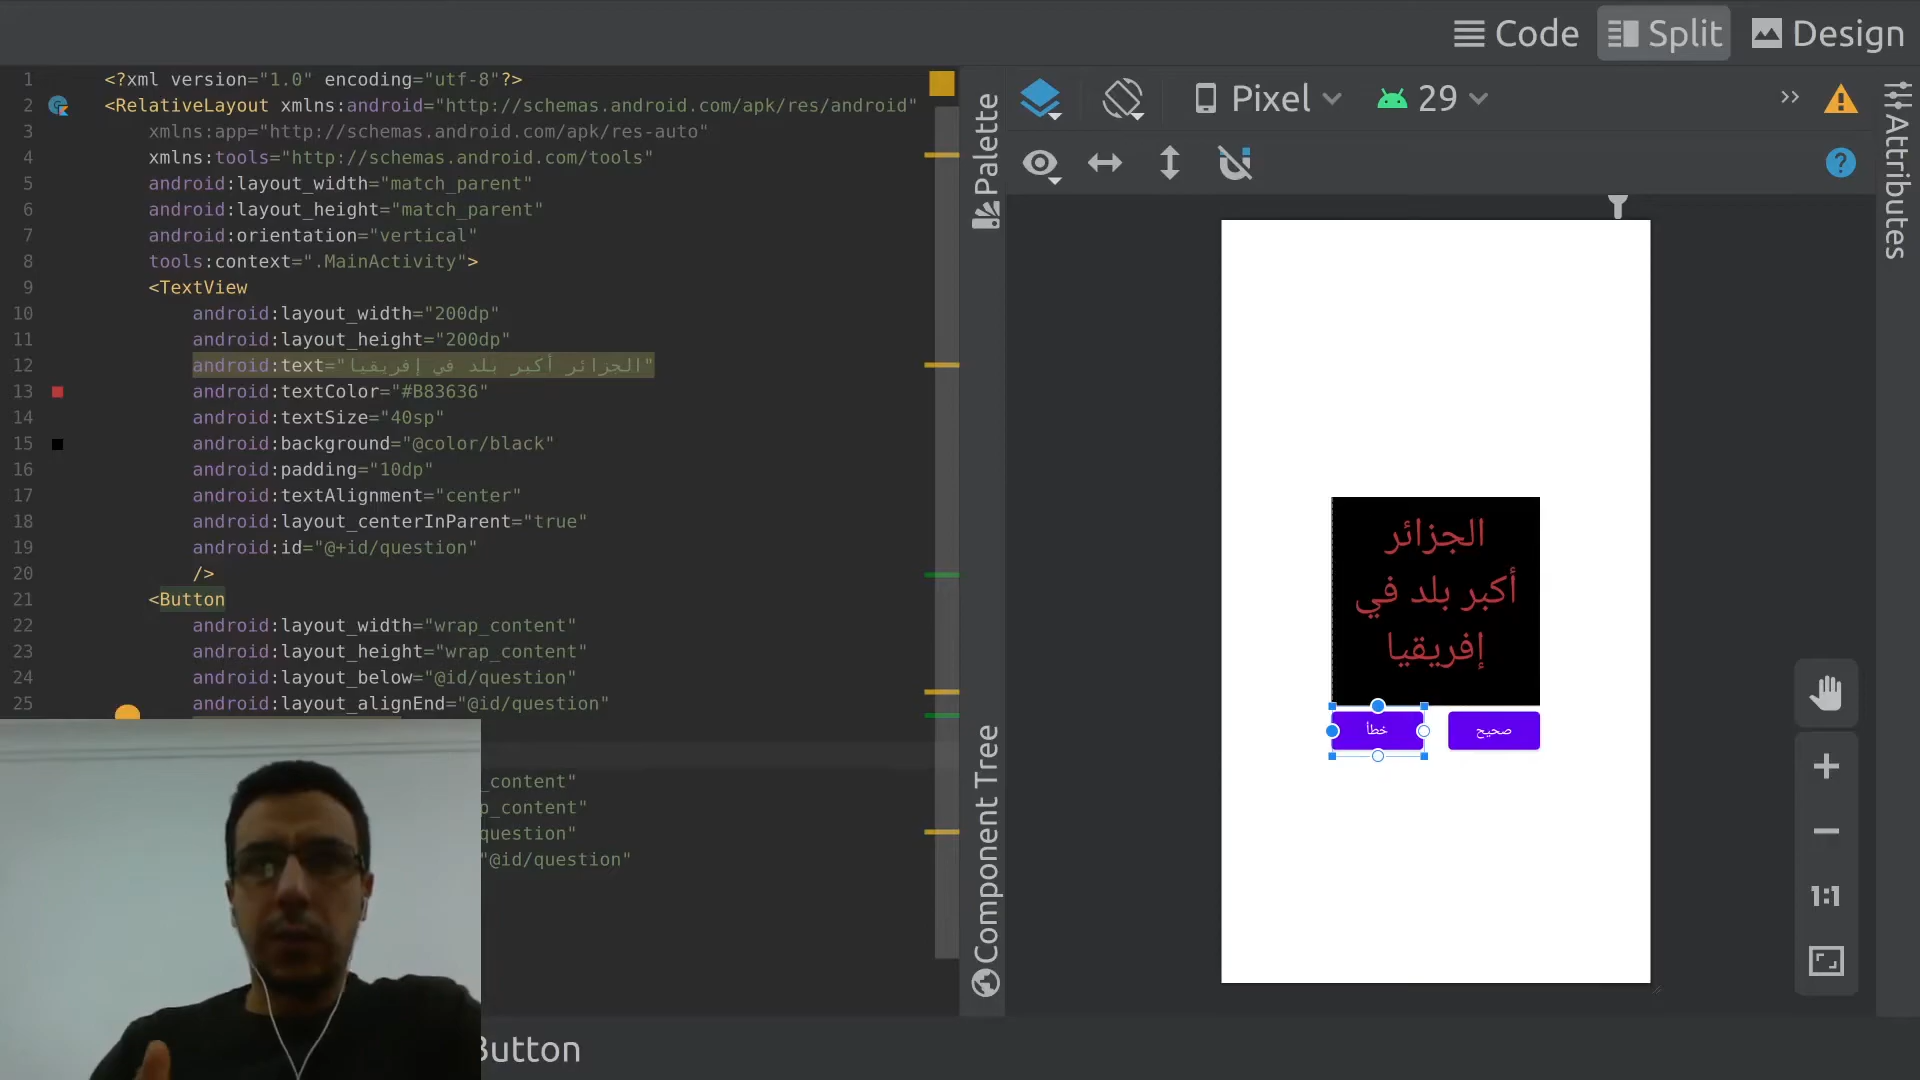 Code Split Design
1 <?xml version="1.0" encoding="utf-8"?>
2 <RelativeLayout xmlns:android="http://schemas.android.com/apk/res/android"
3 xmlns:app="http://schemas.android.com/apk/res-auto"
4 xmlns:tools="http://schemas.android.com/tools"
5 android:layout_width="match_parent"
6 android:layout_height="match_parent"
7 android:orientation="vertical"
8 tools:context=".MainActivity">
9 <TextView
10 android:layout_width="200dp"
11 android:layout_height="200dp"
12 android:text="الجزائر أكبر بلد في إفريقيا"
13 android:textColor="#B83636"
14 android:textSize="40sp"
15 android:background="@color/black"
16 android:padding="10dp"
17 android:textAlignment="center"
18 android:layout_centerInParent="true"
19 android:id="@+id/question"
20 />
21 <Button
22 android:layout_width="wrap_content"
23 android:layout_height="wrap_content"
24 android:layout_below="@id/question"
25 android:layout_alignEnd="@id/question"
_content"
p_content"
question"
"@id/question"
Button
Palette
Component Tree
Pixel 29
Attributes
الجزائر
أكبر بلد في
إفريقيا
صحيح خطأ
1:1